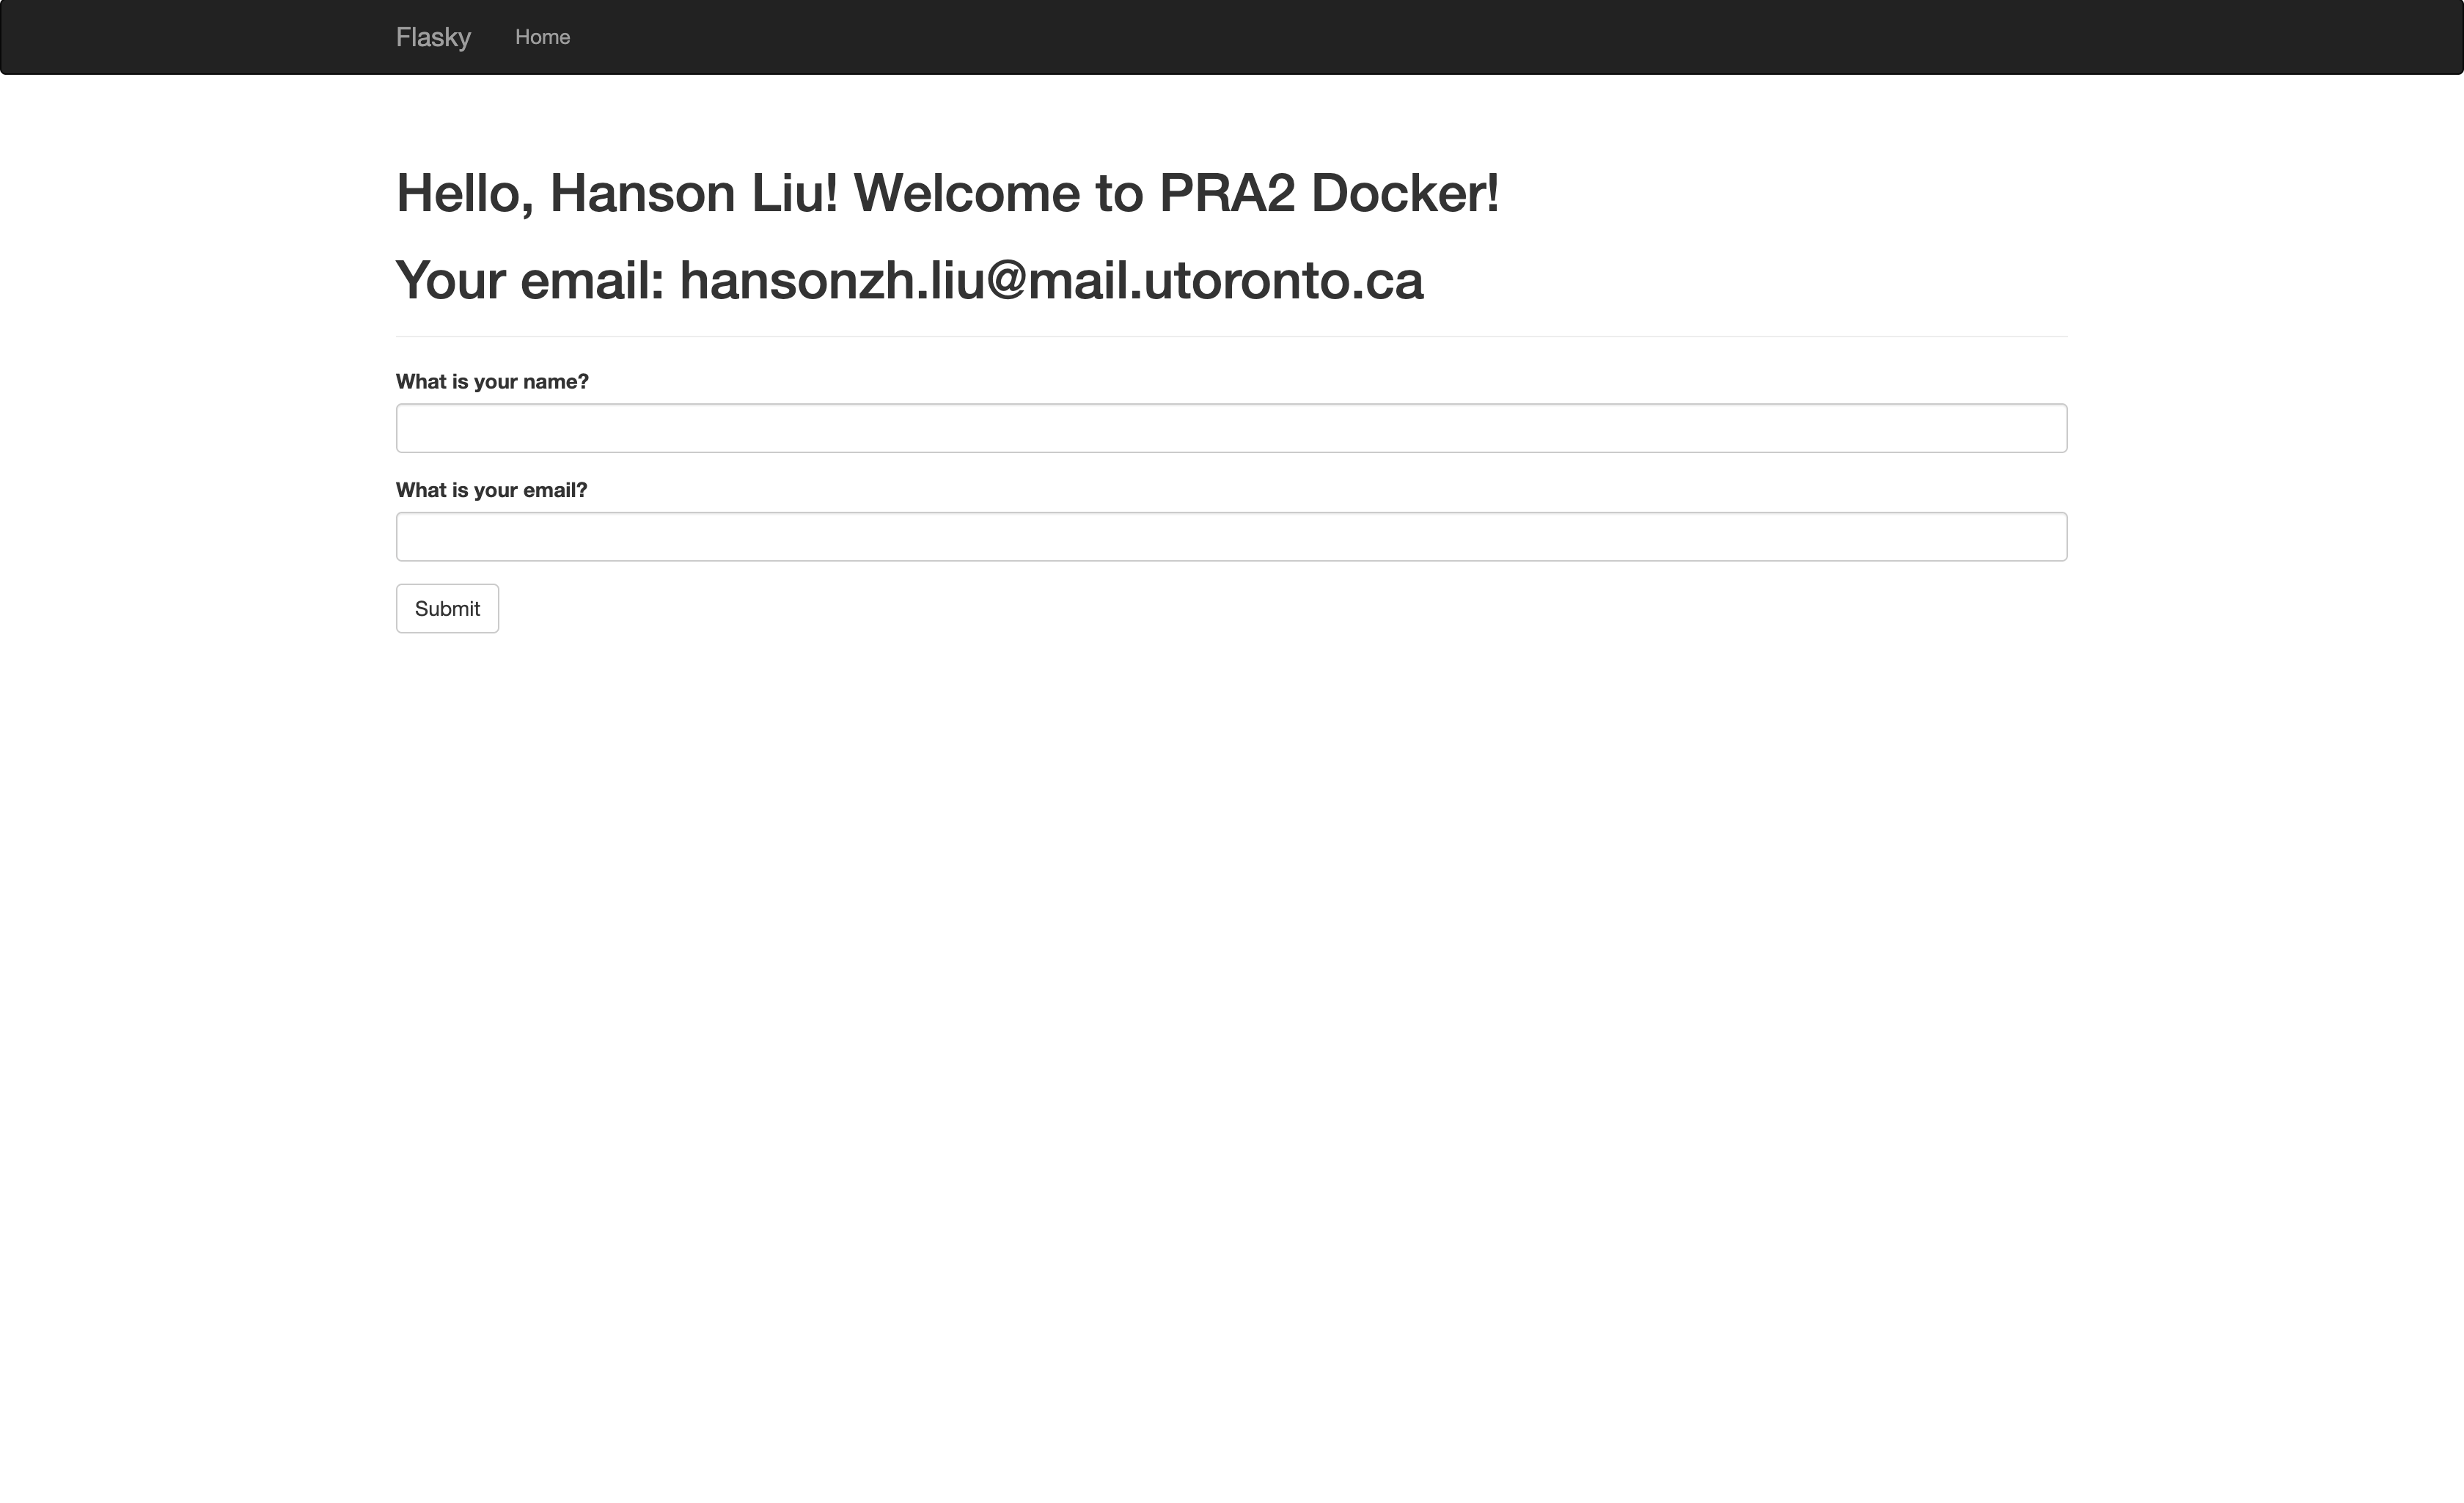 Flasky Home
Hello, Hanson Liu! Welcome to PRA2 Docker!
Your email: hansonzh.liu@mail.utoronto.ca
What is your name?
What is your email?
Submit